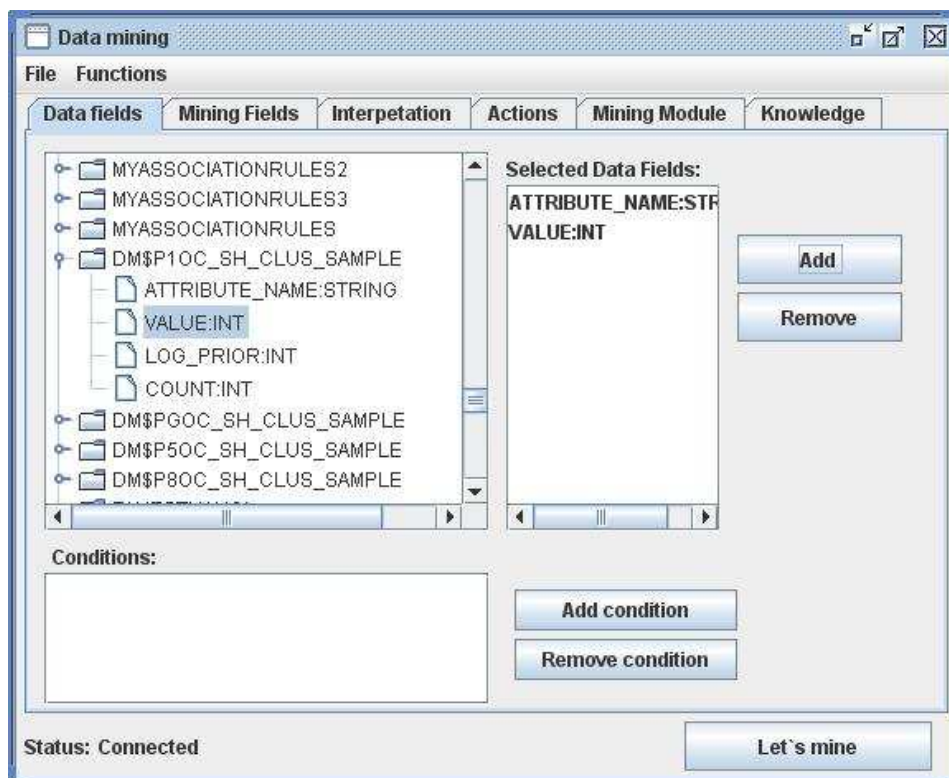 Data mining
File Functions
Data fields Mining Fields Interpetation Actions Mining Module Knowledge
MYASSOCIATIONRULES2
MYASSOCIATIONRULES3
MYASSOCIATIONRULES
DM$P1OC_SH_CLUS_SAMPLE
ATTRIBUTE_NAME:STRING
VALUE:INT
LOG_PRIOR:INT
COUNT:INT
DM$PGOC_SH_CLUS_SAMPLE
DM$P5OC_SH_CLUS_SAMPLE
DM$P8OC_SH_CLUS_SAMPLE
Selected Data Fields:
ATTRIBUTE_NAME:STR
VALUE:INT
Add
Remove
Conditions:
Add condition
Remove condition
Status: Connected
Let`s mine